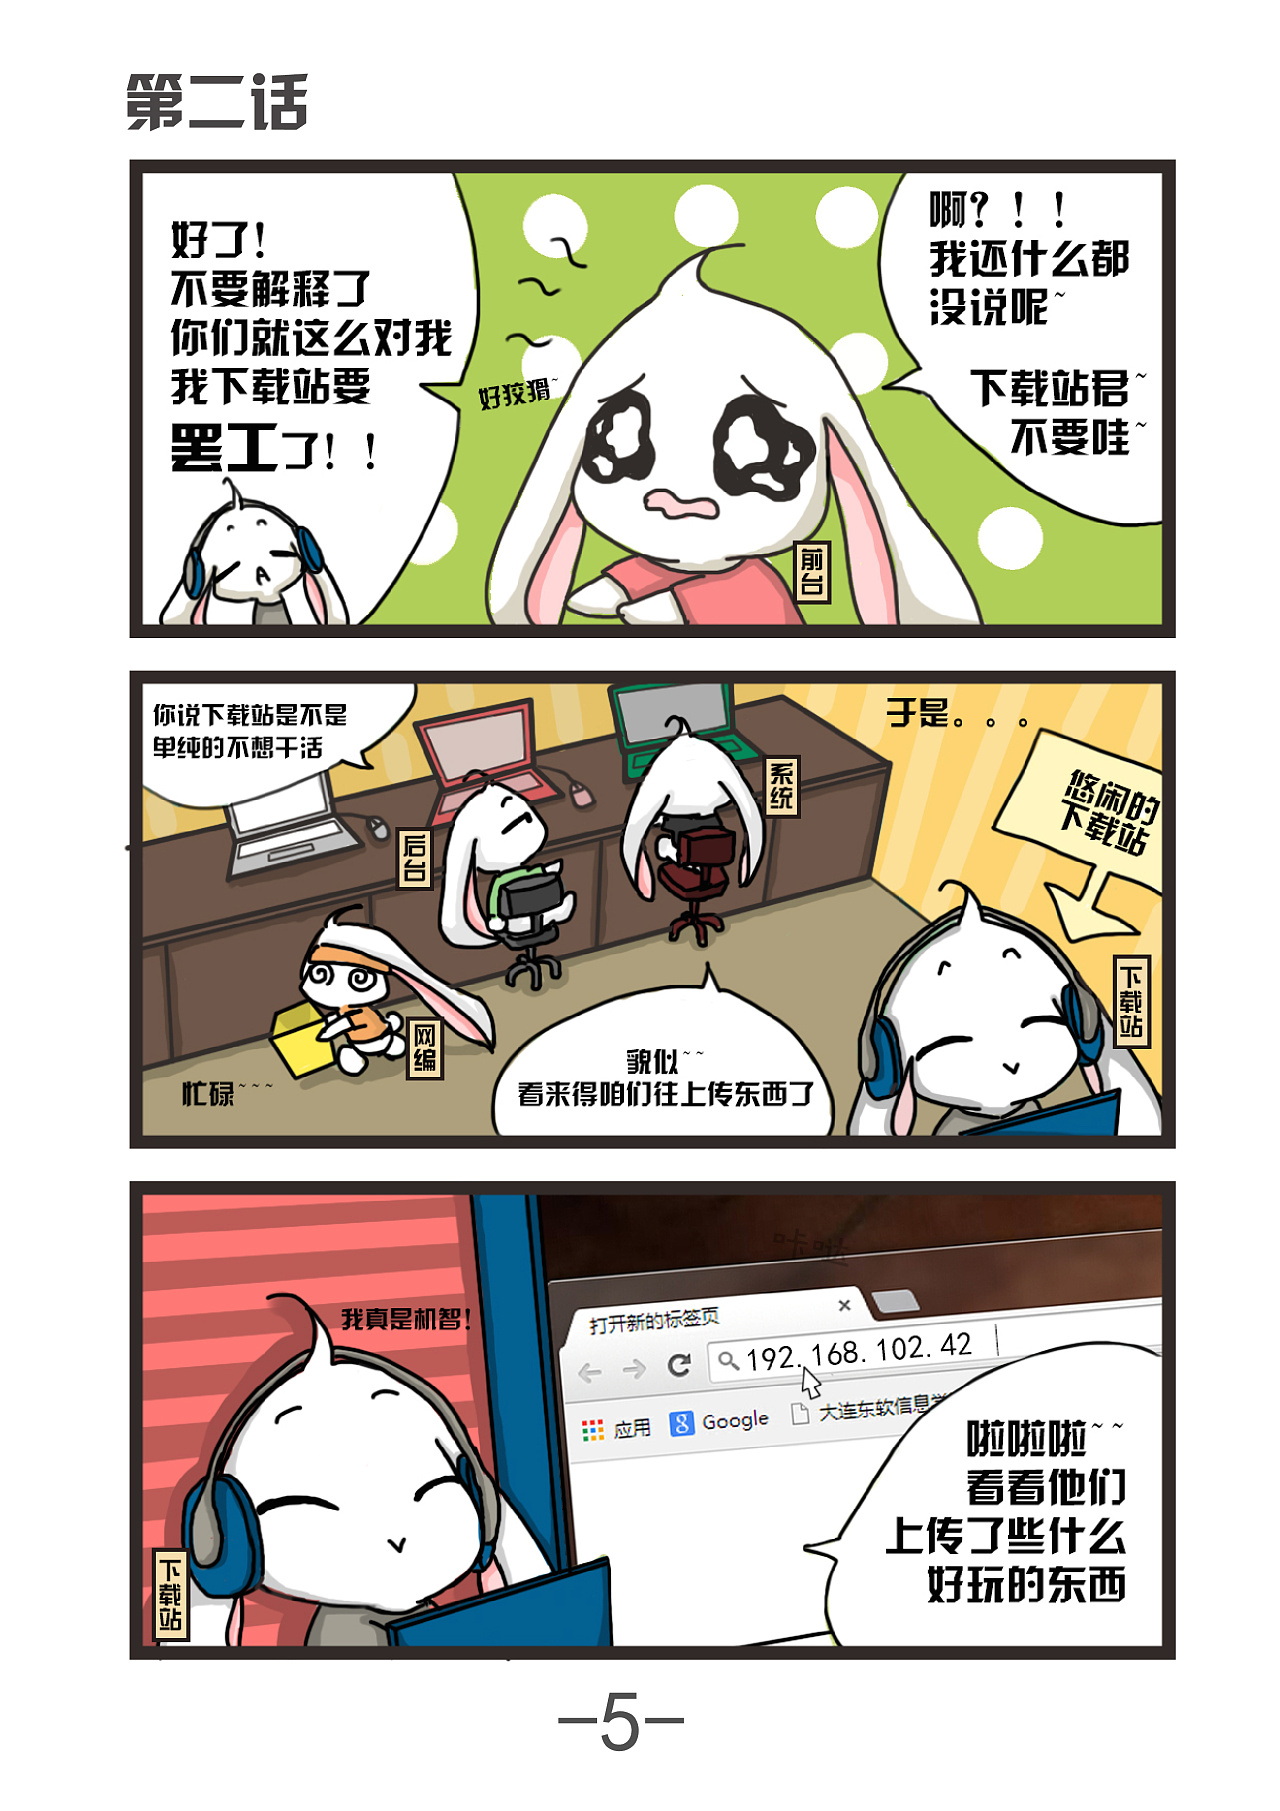 第二话
好了！
不要解释了
你们就这么对我
我下载站要
罢工了！！
好狡猾~
啊？！！
我还什么都
没说呢~
下载站君~
不要哇~
前台
你说下载站是不是
单纯的不想干活
于是。。。
悠闲的
下载站
系统
后台
网编
忙碌~~~
貌似~~
看来得咱们往上传东西了
下载站
我真是机智！
咔哒
打开新的标签页
192.168.102.42
应用
Google
大连东软信息学
啦啦啦~~
看看他们
上传了些什么
好玩的东西
下载站
-5-